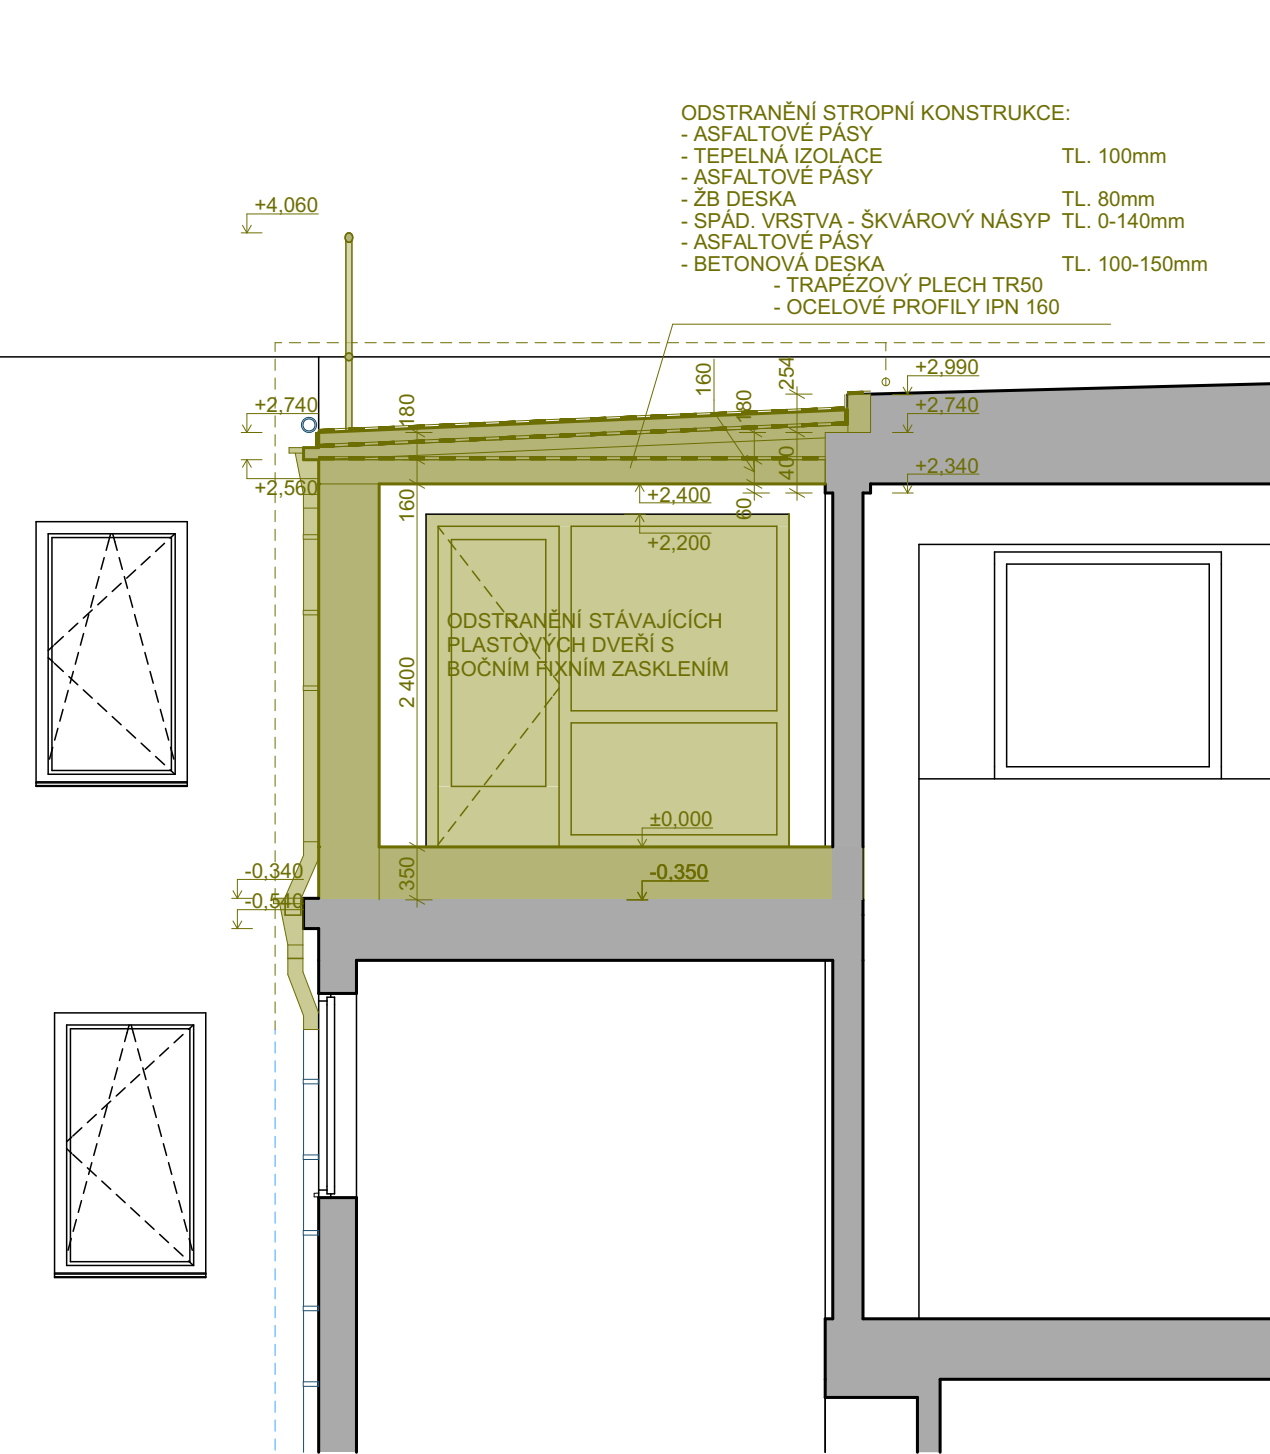 ODSTRANĚNÍ STROPNÍ KONSTRUKCE:
- ASFALTOVÉ PÁSY
- TEPELNÁ IZOLACE TL. 100mm
- ASFALTOVÉ PÁSY
- ŽB DESKA TL. 80mm
- SPÁD. VRSTVA - ŠKVÁROVÝ NÁSYP TL. 0-140mm
- ASFALTOVÉ PÁSY
- BETONOVÁ DESKA TL. 100-150mm
- TRAPÉZOVÝ PLECH TR50
- OCELOVÉ PROFILY IPN 160
+4,060
+2,740
+2,560
180
160
160
180
254
400
60
+2,990
+2,740
+2,340
+2,400
+2,200
ODSTRANĚNÍ STÁVAJÍCÍCH
PLASTOVÝCH DVEŘÍ S
BOČNÍM FIXNÍM ZASKLENÍM
2 400
±0,000
350
-0,350
-0,340
-0,540